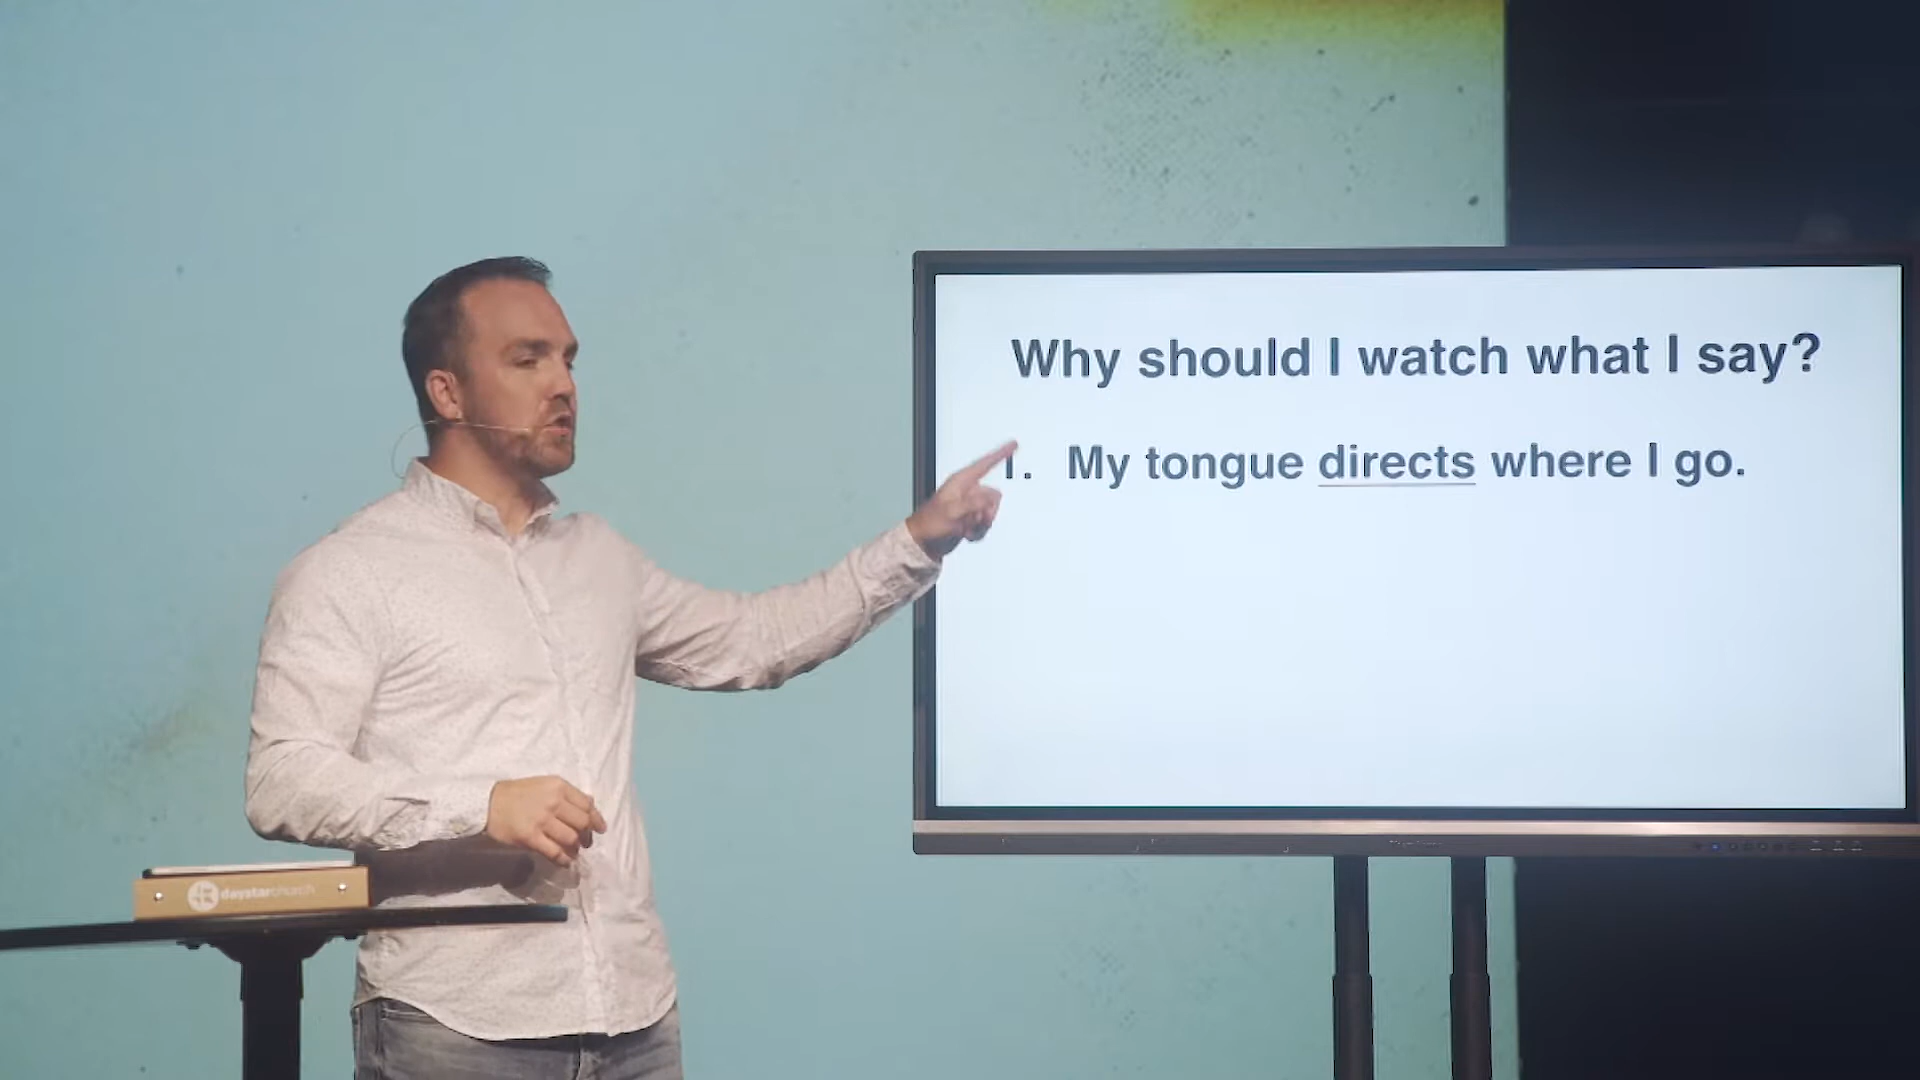 Why should I watch what I say?
1. My tongue directs where I go.
daystarchurch